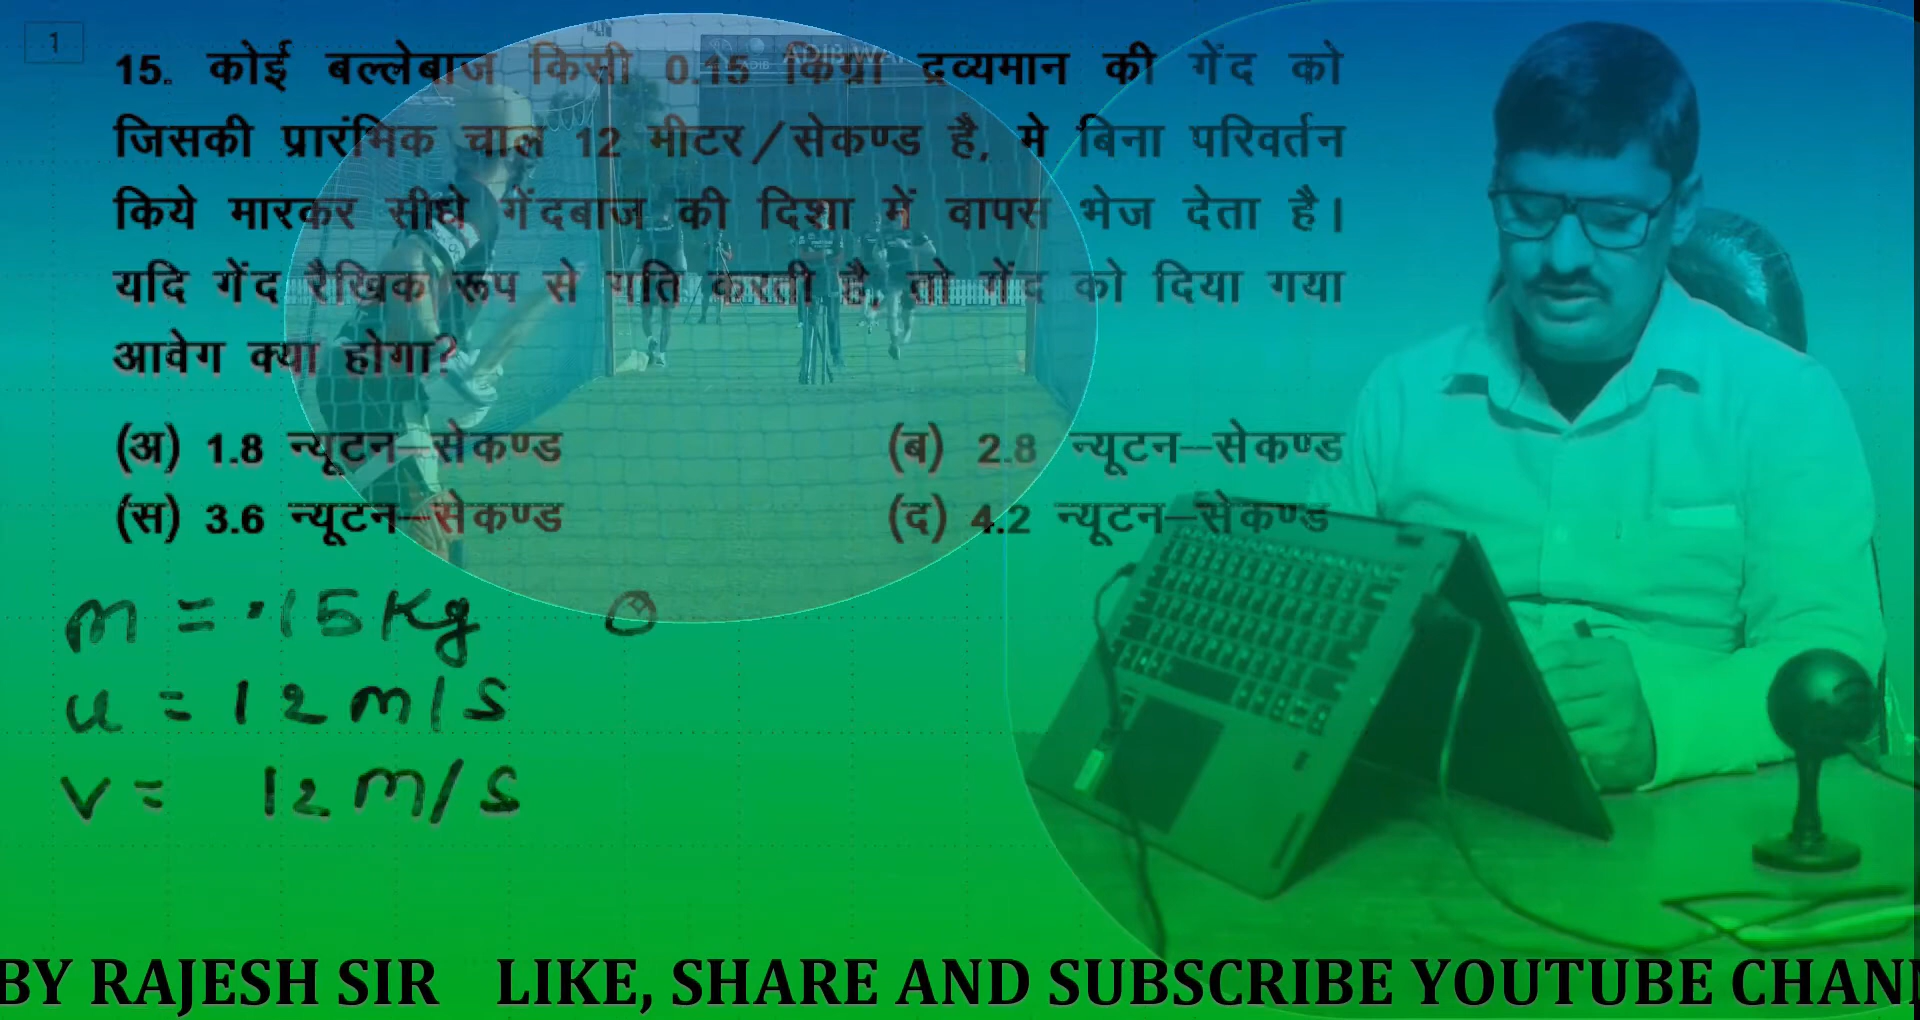 1
15. कोई बल्लेबाज किसी 0.15 किग्रा द्रव्यमान की गेंद को
जिसकी प्रारंमिक चाल 12 मीटर/सेकण्ड है, मे बिना परिवर्तन
किये मारकर सीधे गेंदबाज की दिशा में वापस भेज देता है।
यदि गेंद रैखिक रूप से गति करती है, तो गेंद को दिया गया
आवेग क्या होगा?
(अ) 1.8 न्यूटन–सेकण्ड (ब) 2.8 न्यूटन–सेकण्ड
(स) 3.6 न्यूटन–सेकण्ड (द) 4.2 न्यूटन–सेकण्ड
m = .15 Kg
u = 12 m/s
v = 12 m/s
BY RAJESH SIR LIKE, SHARE AND SUBSCRIBE YOUTUBE CHAN